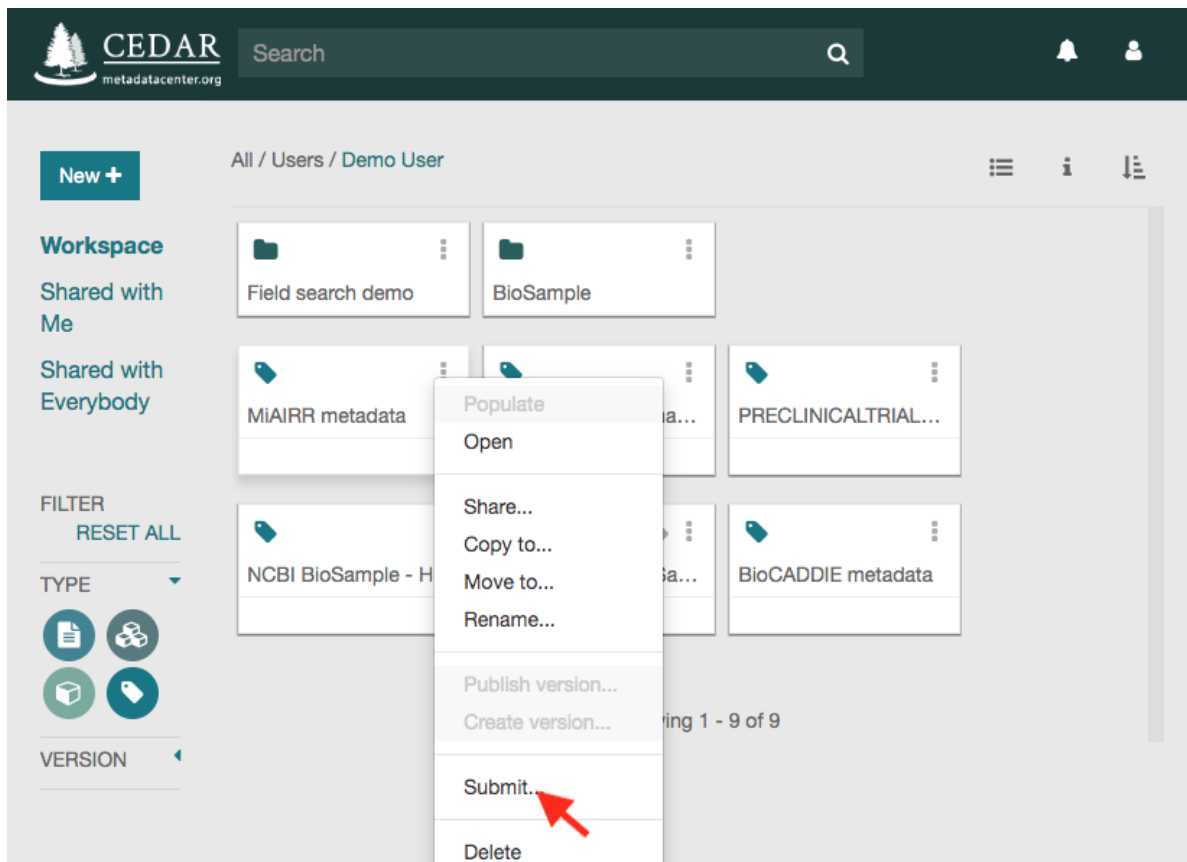 CEDAR
metadatacenter.org
Search
New +
All / Users / Demo User
Workspace
Shared with
Me
Shared with
Everybody
FILTER
RESET ALL
TYPE
VERSION
Field search demo
BioSample
MiAIRR metadata
PRECLINICALTRIAL...
NCBI BioSample - H
BioCADDIE metadata
Populate
Open
Share...
Copy to...
Move to...
Rename...
Publish version...
Create version...
Submit...
Delete
1 - 9 of 9